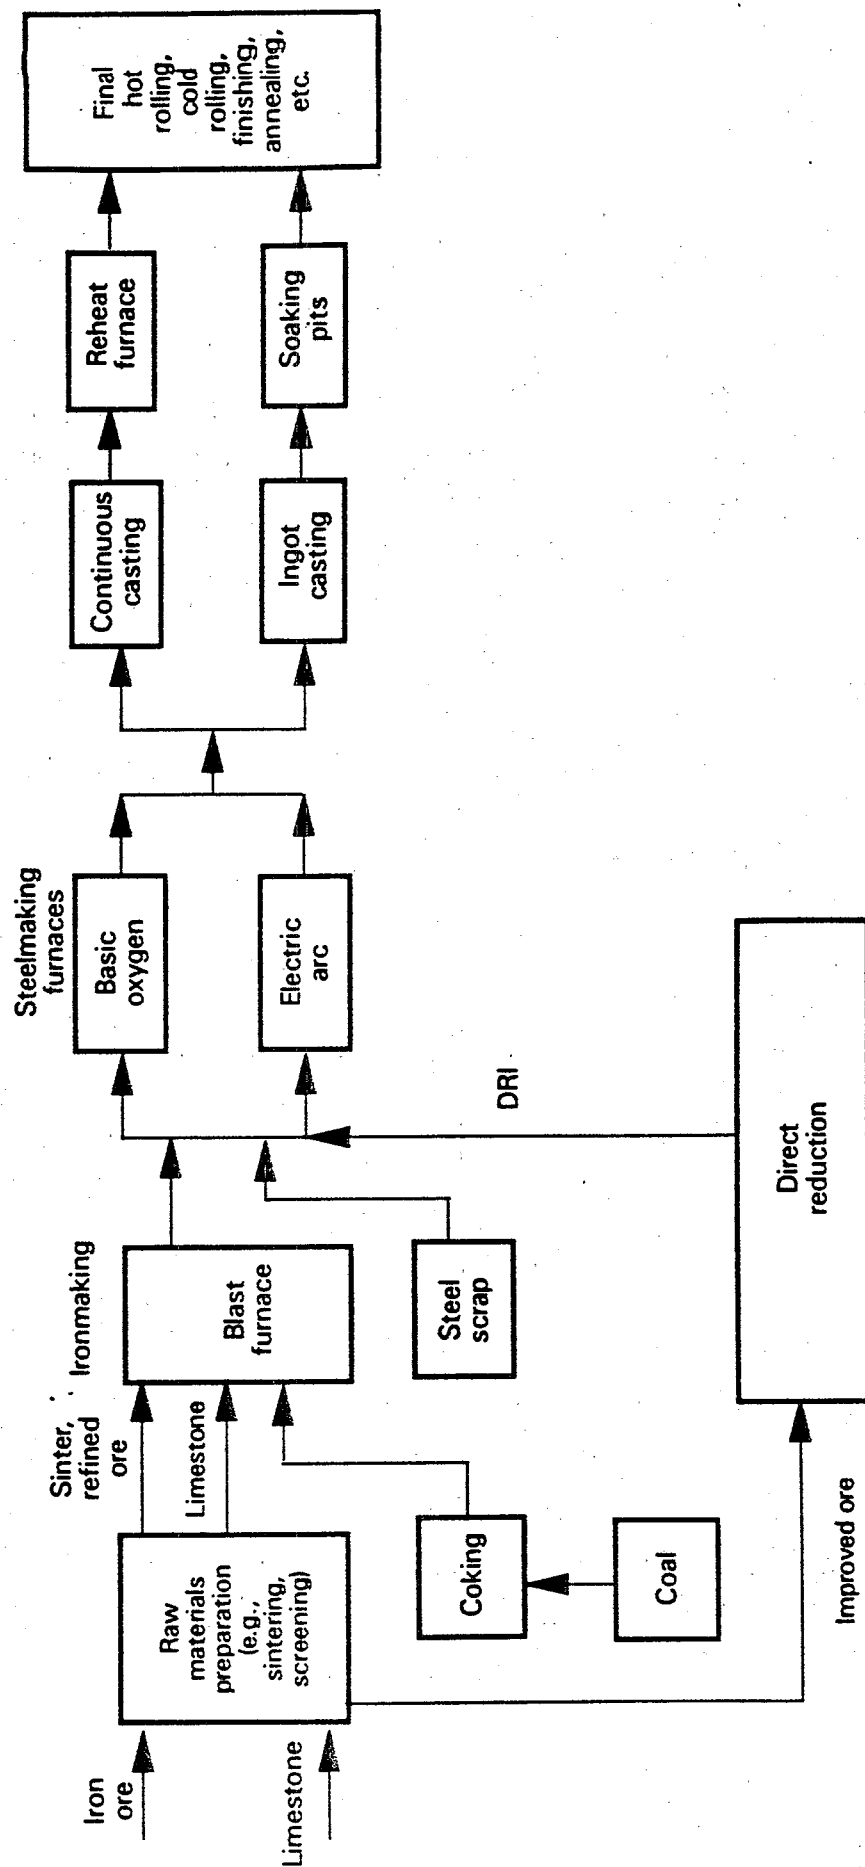 Iron
ore
Limestone
Raw
materials
preparation
(e.g.,
sintering,
screening)
Sinter,
refined
ore
Limestone
Coking
Coal
Improved ore
Ironmaking
Blast
furnace
Steel
scrap
Direct
reduction
DRI
Steelmaking
furnaces
Basic
oxygen
Electric
arc
Continuous
casting
Ingot
casting
Reheat
furnace
Soaking
pits
Final
hot
rolling,
cold
rolling,
finishing,
annealing,
etc.